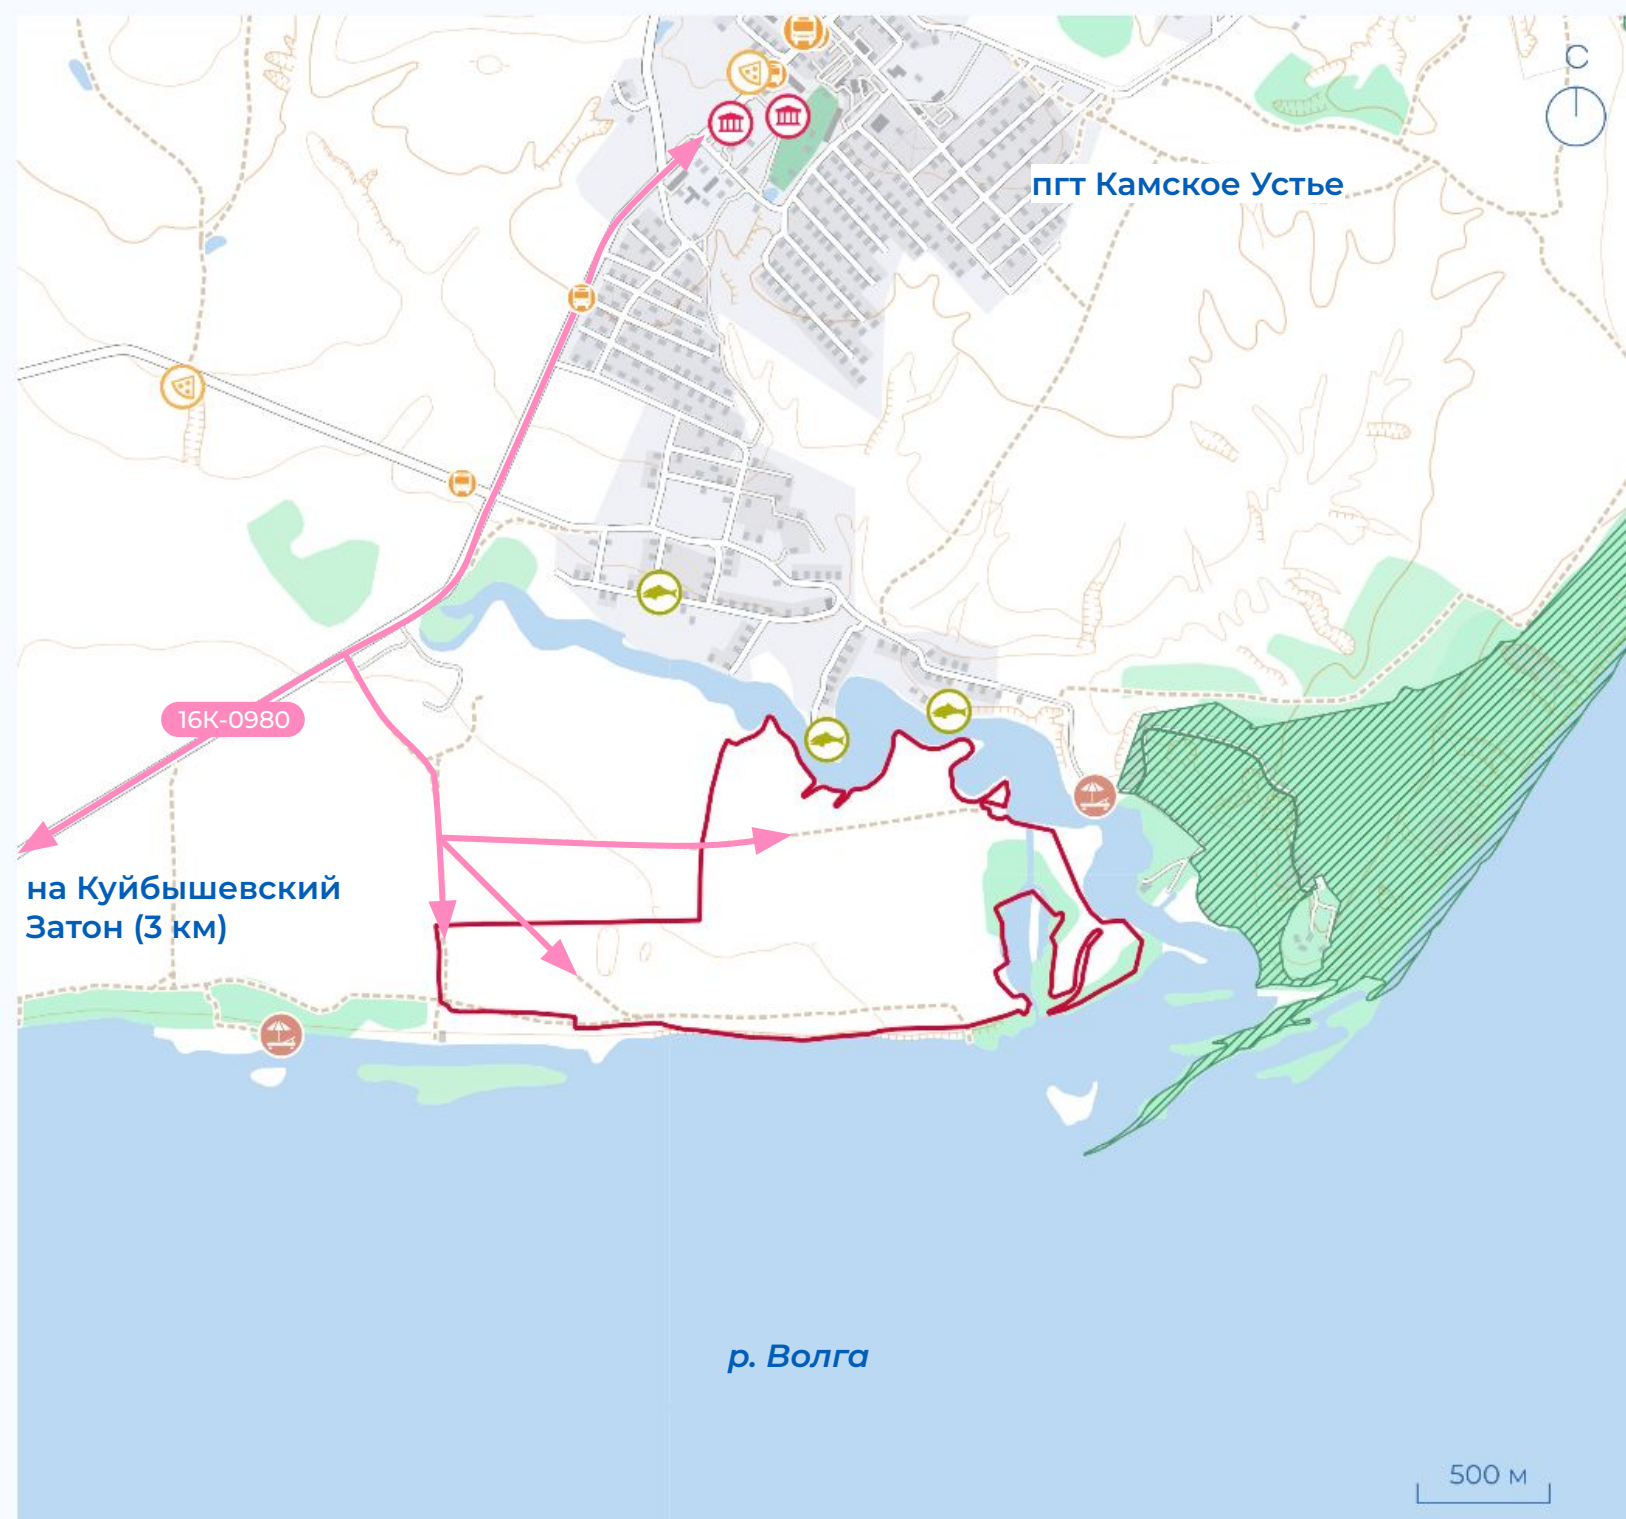 С
пгт Камское Устье
16К-0980
на Куйбышевский
Затон (3 км)
р. Волга
500 м